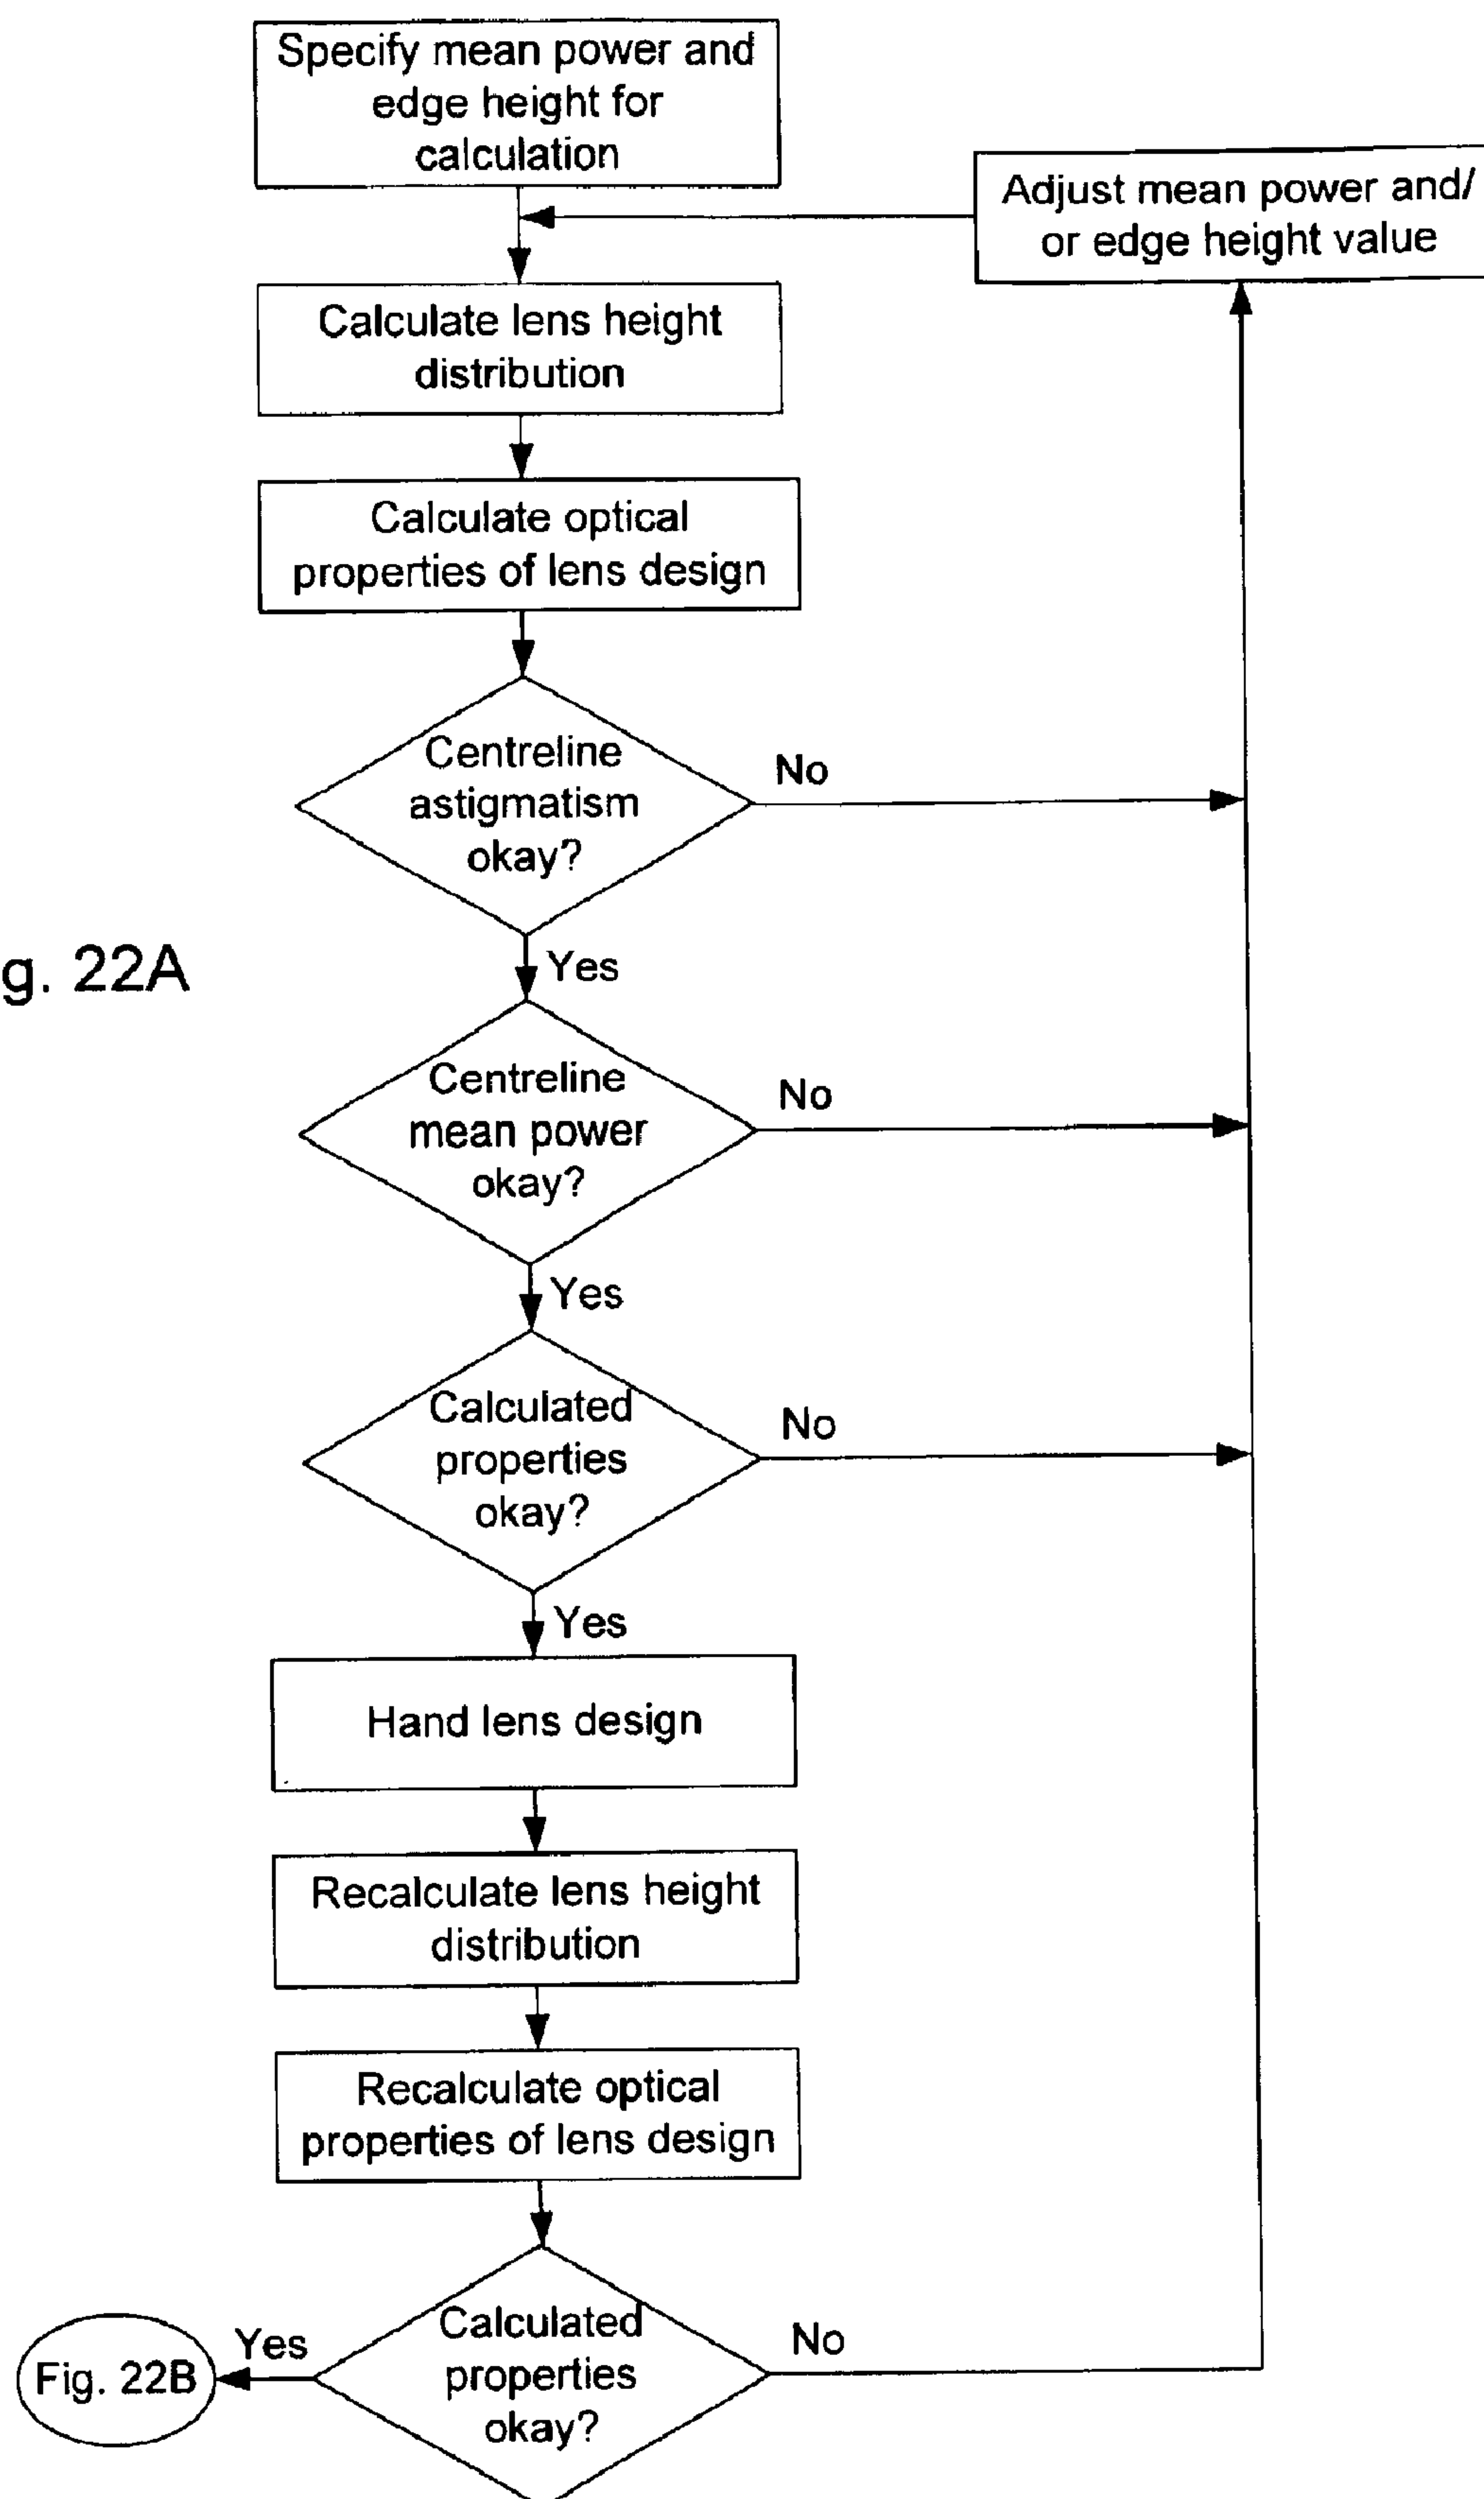 Specify mean power and
edge height for
calculation
Adjust mean power and/
or edge height value
Calculate lens height
distribution
Calculate optical
properties of lens design
Centreline
astigmatism
okay?
No
Yes
g. 22A
Centreline
mean power
okay?
No
Yes
Calculated
properties
okay?
No
Yes
Hand lens design
Recalculate lens height
distribution
Recalculate optical
properties of lens design
Calculated
properties
okay?
No
Yes
Fig. 22B